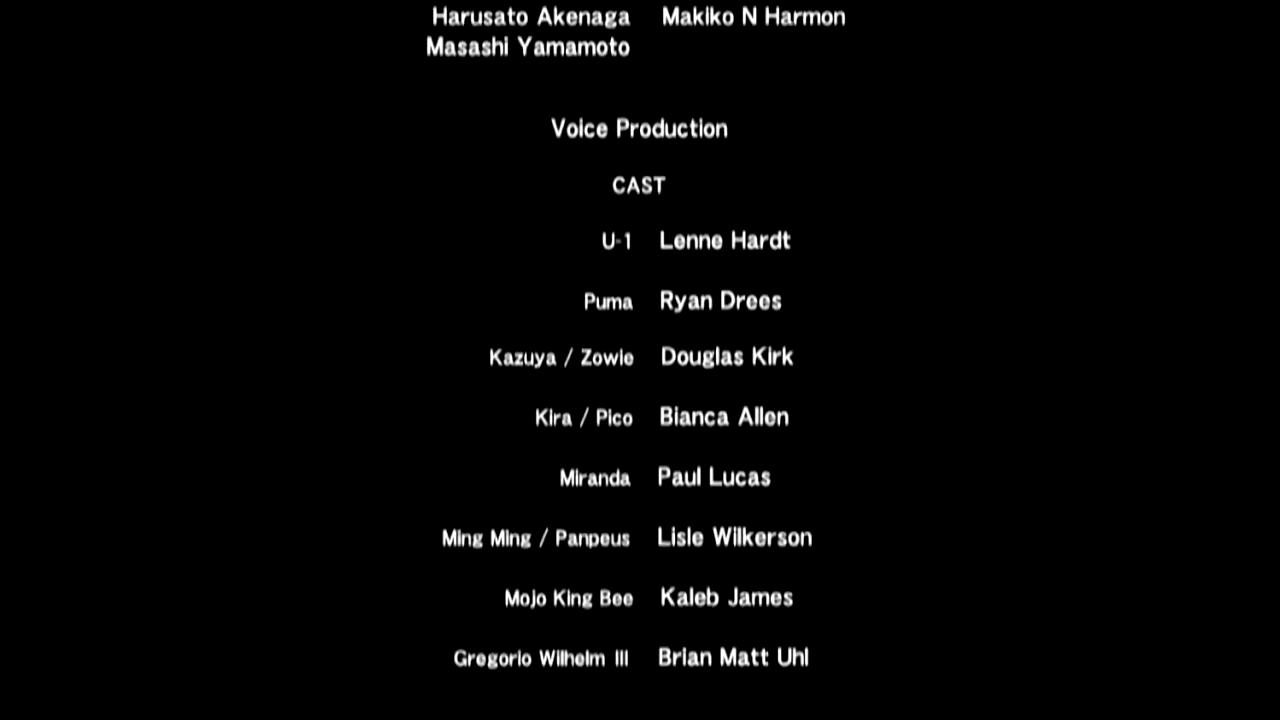 Harusato Akenaga Makiko N Harmon
Masashi Yamamoto
Voice Production
CAST
U-1 Lenne Hardt
Puma Ryan Drees
Kazuya / Zowie Douglas Kirk
Kira / Pico Bianca Allen
Miranda Paul Lucas
Ming Ming / Panpeus Lisle Wilkerson
Mojo King Bee Kaleb James
Gregorio Wilhelm III Brian Matt Uhl